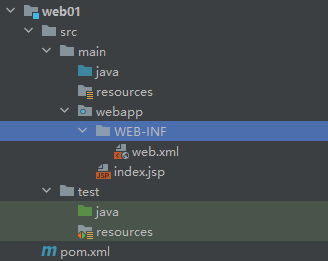 web01
src
main
java
resources
webapp
WEB-INF
web.xml
index.jsp
test
java
resources
pom.xml